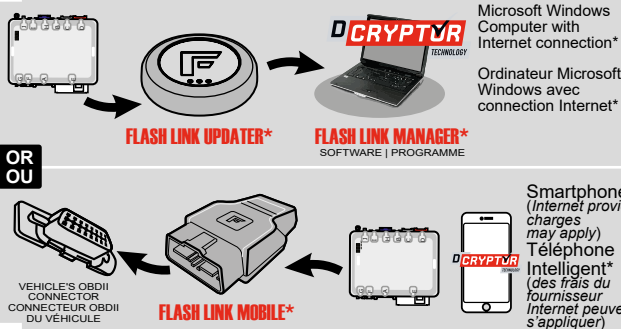 DCRYPTOR
TECHNOLOGY
Microsoft Windows
Computer with
Internet connection*
Ordinateur Microsoft
Windows avec
connection Internet*
FLASH LINK UPDATER*
FLASH LINK MANAGER*
SOFTWARE | PROGRAMME
OR
OU
VEHICLE'S OBDII
CONNECTOR
CONNECTEUR OBDII
DU VÉHICULE
FLASH LINK MOBILE*
DCRYPTOR
TECHNOLOGY
Smartphone
(Internet provi
charges
may apply)
Téléphone
Intelligent*
(des frais du
fournisseur
Internet peuve
s'appliquer)